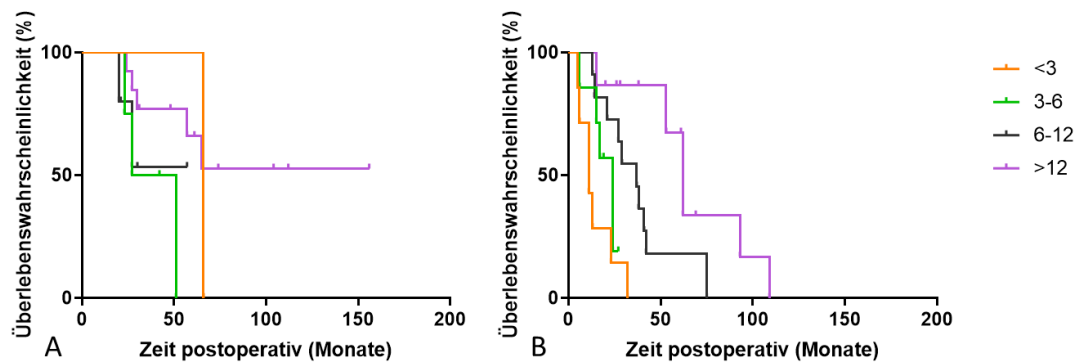 Überlebenswahrscheinlichkeit (%)
100
50
0
0 50 100 150 200
A
Zeit postoperativ (Monate)
Überlebenswahrscheinlichkeit (%)
100
50
0
0 50 100 150 200
B
Zeit postoperativ (Monate)
<3
3-6
6-12
>12